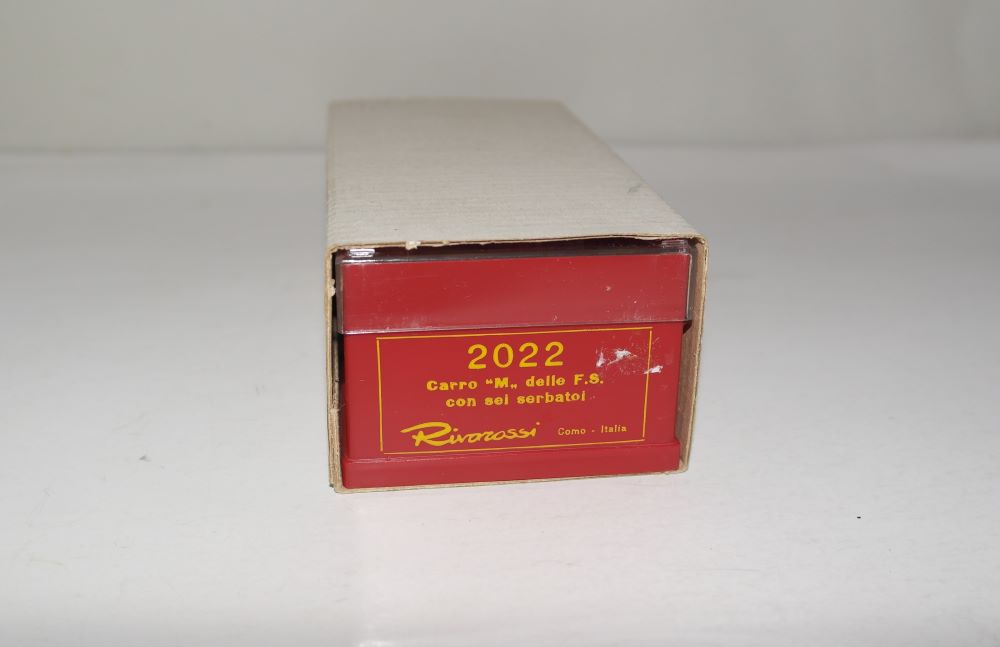 2022
Carro "M„ delle F.S.
con sei serbatoi
Rivarossi Como - Italia